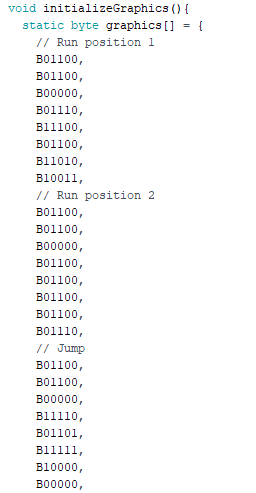 void initializeGraphics(){
static byte graphics[] = {
// Run position 1
B01100,
B01100,
B00000,
B01110,
B11100,
B01100,
B11010,
B10011,
// Run position 2
B01100,
B01100,
B00000,
B01100,
B01100,
B01100,
B01100,
B01110,
// Jump
B01100,
B01100,
B00000,
B11110,
B01101,
B11111,
B10000,
B00000,